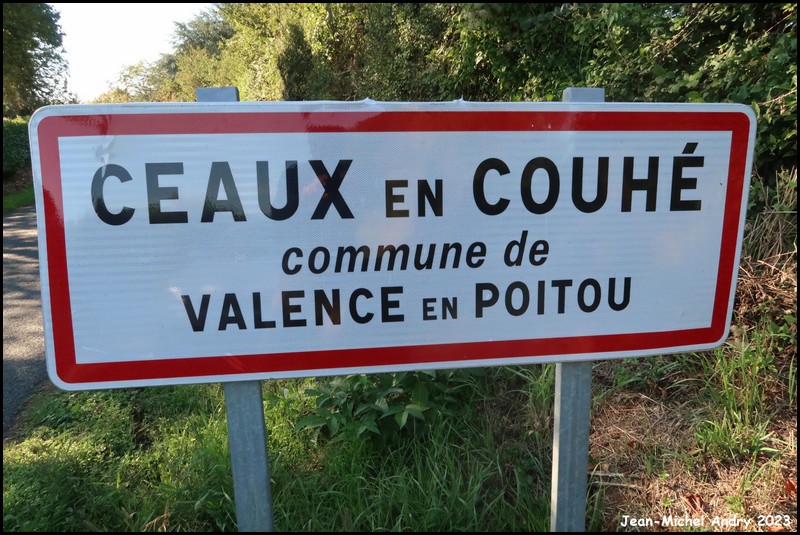 CEAUX EN COUHÉ
commune de
VALENCE EN POITOU
Jean-Michel Andry 2023